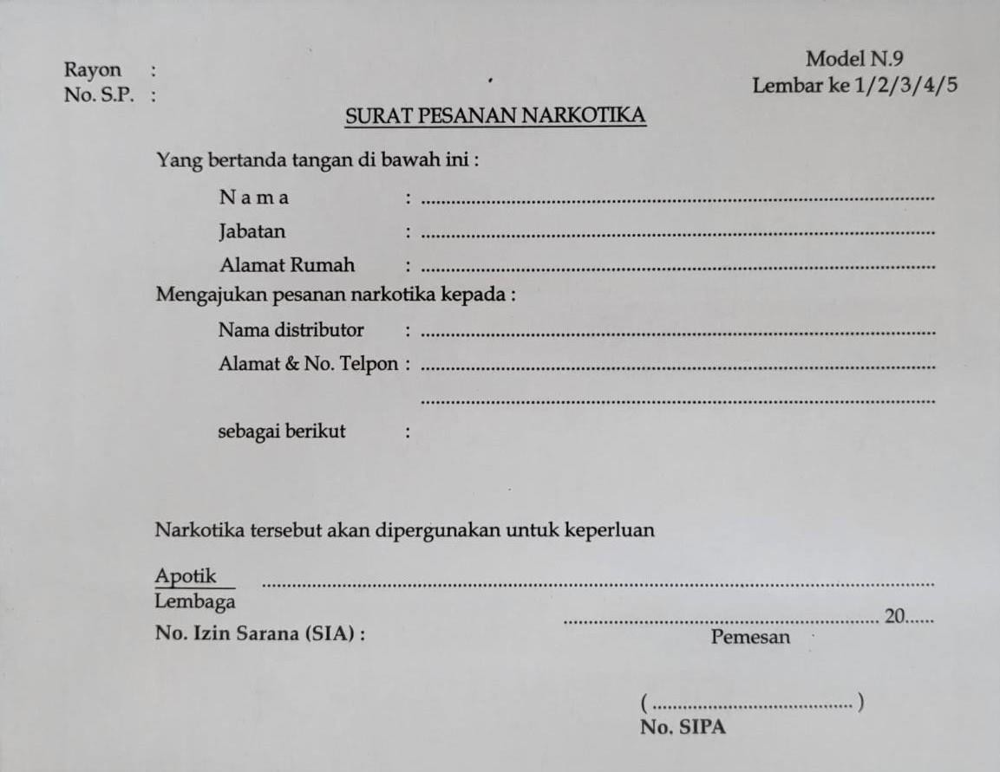 Rayon :
No. S.P. :
Model N.9
Lembar ke 1/2/3/4/5
SURAT PESANAN NARKOTIKA
Yang bertanda tangan di bawah ini :
N a m a : ........................................
Jabatan : ........................................
Alamat Rumah : ........................................
Mengajukan pesanan narkotika kepada :
Nama distributor : ........................................
Alamat & No. Telpon : ........................................
........................................
sebagai berikut :
Narkotika tersebut akan dipergunakan untuk keperluan
Apotik ........................................
Lembaga
........................................ 20......
No. Izin Sarana (SIA) :
Pemesan
( ........................................ )
No. SIPA